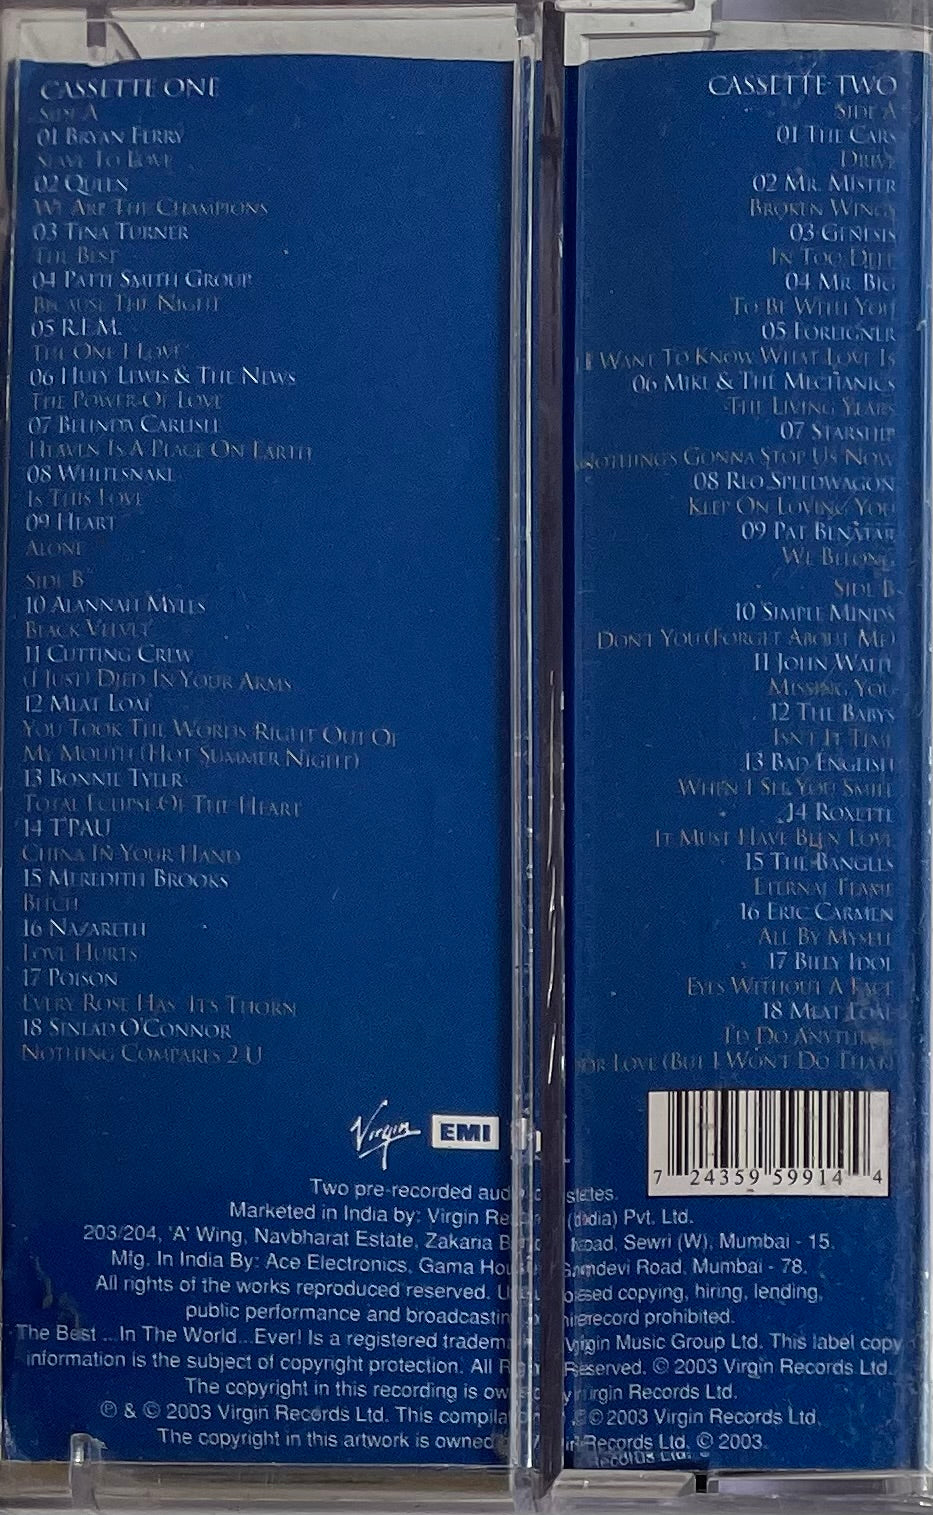 CASSETTE ONE
SIDE A
01 BRYAN FERRY
SLAVE TO LOVE
02 QUEEN
WE ARE THE CHAMPIONS
03 TINA TURNER
THE BEST
04 PATTI SMITH GROUP
BECAUSE THE NIGHT
05 R.E.M.
THE ONE I LOVE
06 HUEY LEWIS & THE NEWS
THE POWER OF LOVE
07 BELINDA CARLISLE
HEAVEN IS A PLACE ON EARTH
08 WHITESNAKE
IS THIS LOVE
09 HEART
ALONE
SIDE B
10 ALANNAH MYLES
BLACK VELVET
11 CUTTING CREW
(I JUST) DIED IN YOUR ARMS
12 MEAT LOAF
YOU TOOK THE WORDS RIGHT OUT OF
MY MOUTH (HOT SUMMER NIGHT)
13 BONNIE TYLER
TOTAL ECLIPSE OF THE HEART
14 T'PAU
CHINA IN YOUR HAND
15 MEREDITH BROOKS
BITCH
16 NAZARETH
LOVE HURTS
17 POISON
EVERY ROSE HAS IT'S THORN
18 SINEAD O'CONNOR
NOTHING COMPARES 2 U
CASSETTE TWO
SIDE A
01 THE CARS
DRIVE
02 MR. MISTER
BROKEN WINGS
03 GENESIS
IN TOO DEEP
04 MR. BIG
TO BE WITH YOU
05 FOREIGNER
I WANT TO KNOW WHAT LOVE IS
06 MIKE & THE MECHANICS
THE LIVING YEARS
07 STARSHIP
NOTHING'S GONNA STOP US NOW
08 REO SPEEDWAGON
KEEP ON LOVING YOU
09 PAT BENATAR
WE BELONG
SIDE B
10 SIMPLE MINDS
DON'T YOU (FORGET ABOUT ME)
11 JOHN WAITE
MISSING YOU
12 THE BABYS
ISN'T IT TIME
13 BAD ENGLISH
WHEN I SEE YOU SMILE
14 ROXETTE
IT MUST HAVE BEEN LOVE
15 THE BANGLES
ETERNAL FLAME
16 ERIC CARMEN
ALL BY MYSELF
17 BILLY IDOL
EYES WITHOUT A FACE
18 MEAT LOAF
I'D DO ANYTHING
FOR LOVE (BUT I WON'T DO THAT)
Virgin EMI
7 24359 59914 4
Two pre-recorded audio cassettes.
Marketed in India by: Virgin Records (India) Pvt. Ltd.
203/204, 'A' Wing, Navbharat Estate, Zakaria Road, Sewri (W), Mumbai - 15.
Mfg. In India By: Ace Electronics, Gama House, Gamdevi Road, Mumbai - 78.
All rights of the works reproduced reserved. copying, hiring, lending,
public performance and broadcasting record prohibited.
The Best ...In The World...Ever! Is a registered trademark Virgin Music Group Ltd. This label copy
information is the subject of copyright protection. All Rights Reserved. © 2003 Virgin Records Ltd.
The copyright in this recording is owned by Virgin Records Ltd.
℗ & © 2003 Virgin Records Ltd. This compilation © 2003 Virgin Records Ltd.
The copyright in this artwork is owned Virgin Records Ltd. © 2003.